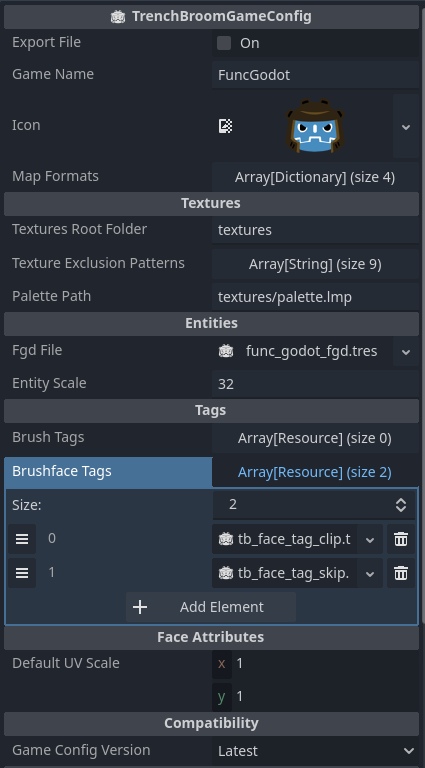 TrenchBroomGameConfig
Export File On
Game Name FuncGodot
Icon
Map Formats Array[Dictionary] (size 4)
Textures
Textures Root Folder textures
Texture Exclusion Patterns Array[String] (size 9)
Palette Path textures/palette.lmp
Entities
Fgd File func_godot_fgd.tres
Entity Scale 32
Tags
Brush Tags Array[Resource] (size 0)
Brushface Tags Array[Resource] (size 2)
Size: 2
0 tb_face_tag_clip.t
1 tb_face_tag_skip.
Add Element
Face Attributes
Default UV Scale x 1
y 1
Compatibility
Game Config Version Latest